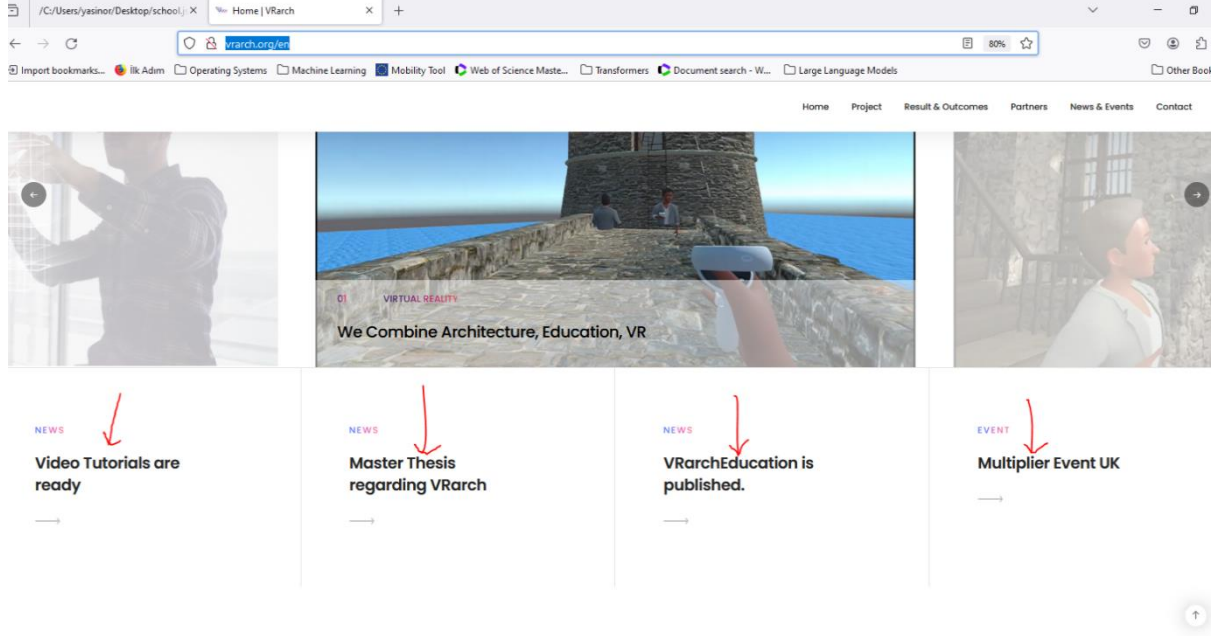 /C:/Users/yasinor/Desktop/school.j
Home | VRarch
vrarch.org/en
80%
Import bookmarks...
İlk Adım
Operating Systems
Machine Learning
Mobility Tool
Web of Science Maste...
Transformers
Document search - W...
Large Language Models
Other Book
Home
Project
Result & Outcomes
Partners
News & Events
Contact
01
VIRTUAL REALITY
We Combine Architecture, Education, VR
NEWS
Video Tutorials are
ready
NEWS
Master Thesis
regarding VRarch
NEWS
VRarchEducation is
published.
EVENT
Multiplier Event UK